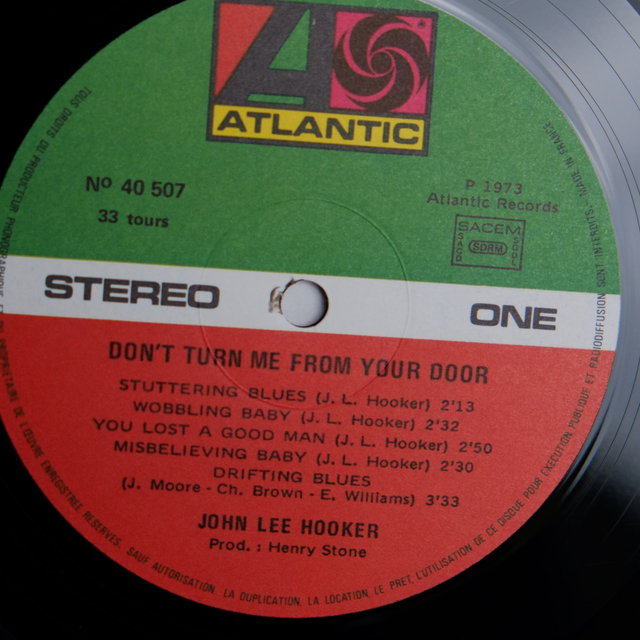 ATLANTIC
Nº 40 507
33 tours
P 1973
Atlantic Records
SACEM
SDRM
STEREO
ONE
DON'T TURN ME FROM YOUR DOOR
STUTTERING BLUES (J. L. Hooker) 2'13
WOBBLING BABY (J. L. Hooker) 2'32
YOU LOST A GOOD MAN (J. L. Hooker) 2'50
MISBELIEVING BABY (J. L. Hooker) 2'30
DRIFTING BLUES
(J. Moore - Ch. Brown - E. Williams) 3'33
JOHN LEE HOOKER
Prod. : Henry Stone
TOUS DROITS DU PRODUCTEUR PHONOGRAPHIQUE ET DU PROPRIETAIRE DE L'ŒUVRE ENREGISTREE RESERVES. SAUF AUTORISATION, LA DUPLICATION, LA LOCATION, LE PRET, L'UTILISATION DE CE DISQUE POUR EXECUTION PUBLIQUE ET RADIODIFFUSION SONT INTERDITS. MADE IN FRANCE